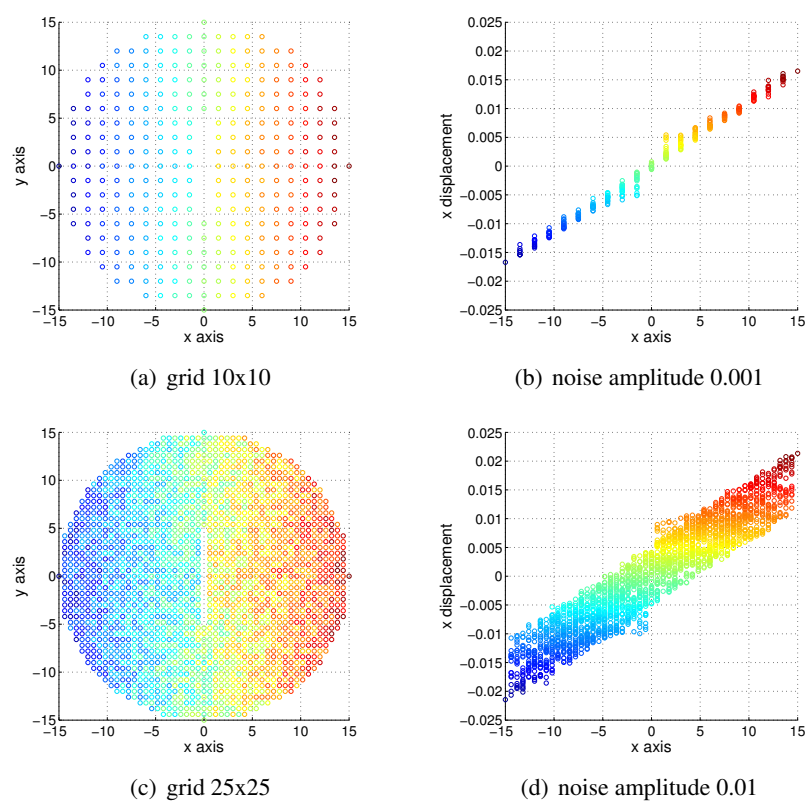 15
10
5
0
−5
−10
−15
y axis
−15 −10 −5 0 5 10 15
x axis
(a) grid 10x10
0.025
0.02
0.015
0.01
0.005
0
−0.005
−0.01
−0.015
−0.02
−0.025
x displacement
−15 −10 −5 0 5 10 15
x axis
(b) noise amplitude 0.001
15
10
5
0
−5
−10
−15
y axis
−15 −10 −5 0 5 10 15
x axis
(c) grid 25x25
0.025
0.02
0.015
0.01
0.005
0
−0.005
−0.01
−0.015
−0.02
−0.025
x displacement
−15 −10 −5 0 5 10 15
x axis
(d) noise amplitude 0.01